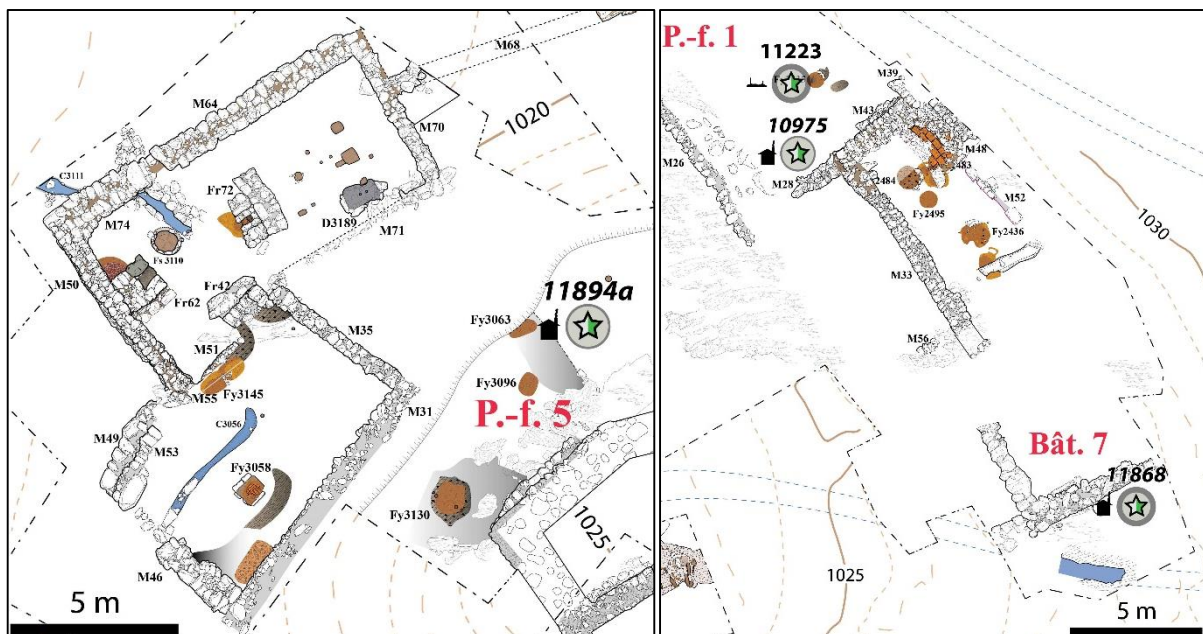 M68
M64
1020
M70
C3111
Fr72
M74
D3189
M71
Fs 3110
M50
Fr62
Fr42
M35
11894a
Fy3063
M51
Fy3096
Fy3145
M55
M31
P.-f. 5
C3056
M49
M53
Fy3058
Fy3130
1025
M46
5 m
P.-f. 1
11223
M39
10975
M43
M26
M48
483
M28
2484
M52
Fy2495
1030
Fy2436
M33
M56
Bât. 7
11868
1025
5 m